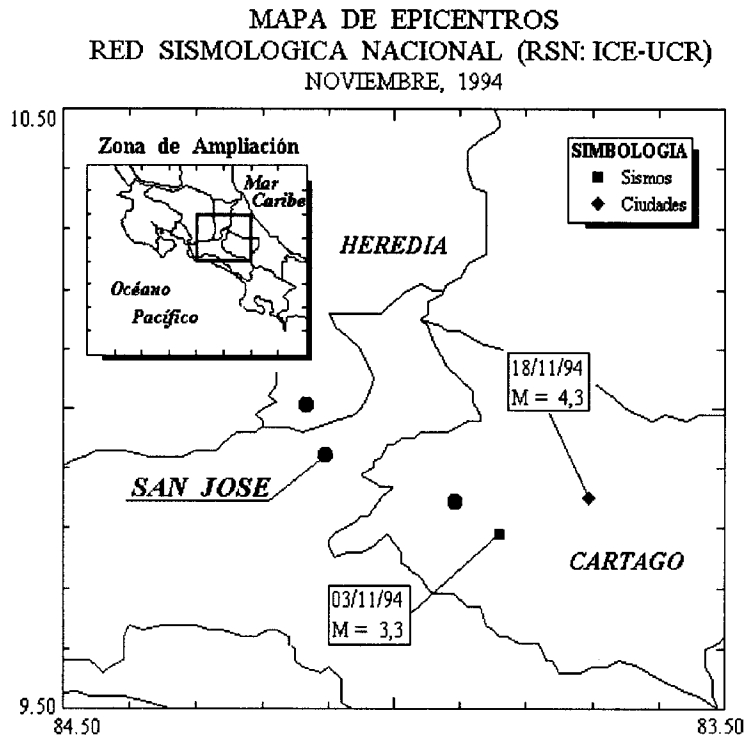 MAPA DE EPICENTROS
RED SISMOLOGICA NACIONAL (RSN: ICE-UCR)
NOVIEMBRE, 1994
10.50
Zona de Ampliación
Mar
Caribe
Océano
Pacífico
SIMBOLOGIA
Sismos
Ciudades
HEREDIA
18/11/94
M = 4,3
SAN JOSE
CARTAGO
03/11/94
M = 3,3
9.50
84.50
83.50